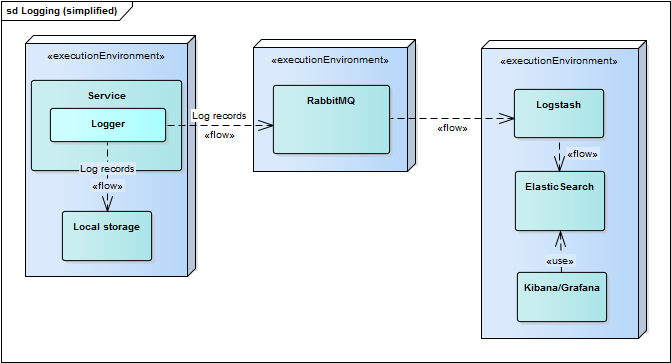 sd Logging (simplified)
«executionEnvironment»
Service
Logger
Log records
«flow»
Local storage
Log records
«flow»
«executionEnvironment»
RabbitMQ
«flow»
«executionEnvironment»
Logstash
«flow»
ElasticSearch
«use»
Kibana/Grafana